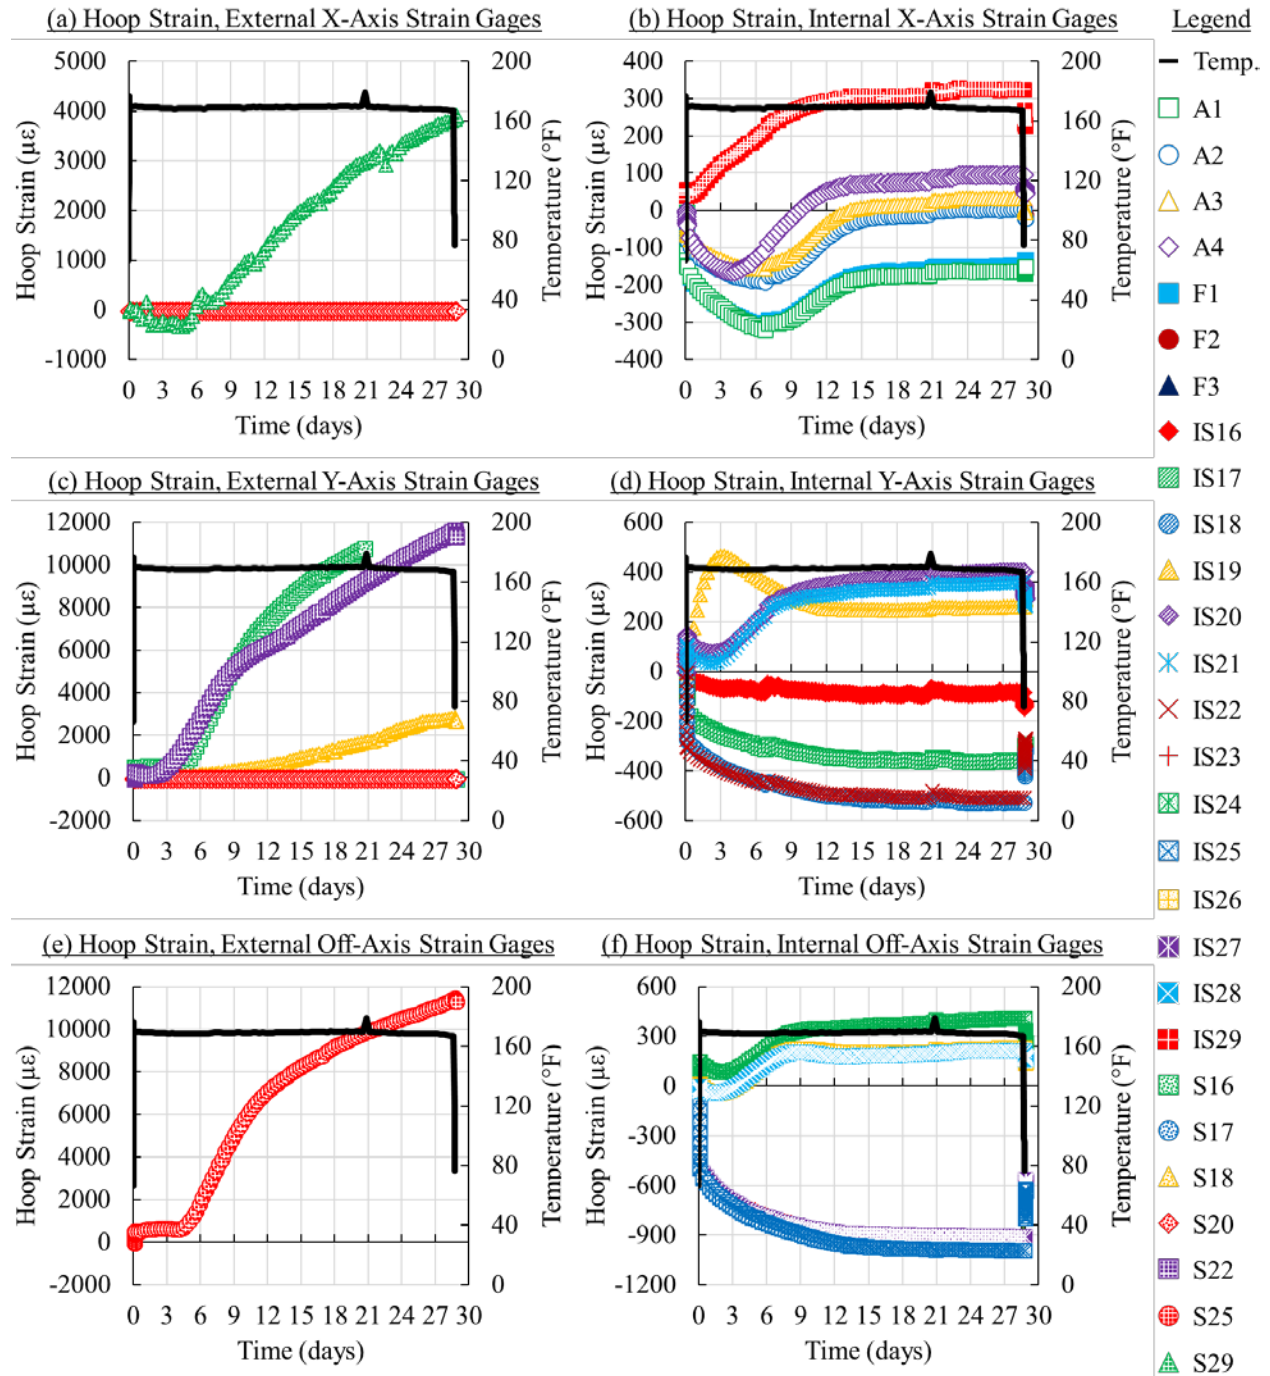 (a) Hoop Strain, External X-Axis Strain Gages
(b) Hoop Strain, Internal X-Axis Strain Gages
Legend
5000
4000
3000
2000
1000
0
-1000
Hoop Strain (με)
200
160
120
80
40
0
Temperature (°F)
0 3 6 9 12 15 18 21 24 27 30
Time (days)
400
300
200
100
0
-100
-200
-300
-400
Hoop Strain (με)
200
160
120
80
40
0
Temperature (°F)
0 3 6 9 12 15 18 21 24 27 30
Time (days)
(c) Hoop Strain, External Y-Axis Strain Gages
(d) Hoop Strain, Internal Y-Axis Strain Gages
12000
10000
8000
6000
4000
2000
0
-2000
Hoop Strain (με)
200
160
120
80
40
0
Temperature (°F)
0 3 6 9 12 15 18 21 24 27 30
Time (days)
600
400
200
0
-200
-400
-600
Hoop Strain (με)
200
160
120
80
40
0
Temperature (°F)
0 3 6 9 12 15 18 21 24 27 30
Time (days)
(e) Hoop Strain, External Off-Axis Strain Gages
(f) Hoop Strain, Internal Off-Axis Strain Gages
12000
10000
8000
6000
4000
2000
0
-2000
Hoop Strain (με)
200
160
120
80
40
0
Temperature (°F)
0 3 6 9 12 15 18 21 24 27 30
Time (days)
600
300
0
-300
-600
-900
-1200
Hoop Strain (με)
200
160
120
80
40
0
Temperature (°F)
0 3 6 9 12 15 18 21 24 27 30
Time (days)
Temp.
A1
A2
A3
A4
F1
F2
F3
IS16
IS17
IS18
IS19
IS20
IS21
IS22
IS23
IS24
IS25
IS26
IS27
IS28
IS29
S16
S17
S18
S20
S22
S25
S29